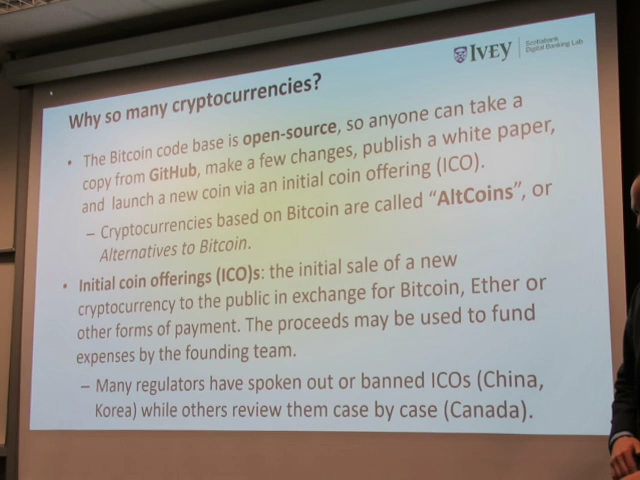 IVEY
Scotiabank
Digital Banking Lab
Why so many cryptocurrencies?
• The Bitcoin code base is open-source, so anyone can take a
copy from GitHub, make a few changes, publish a white paper,
and launch a new coin via an initial coin offering (ICO).
– Cryptocurrencies based on Bitcoin are called “AltCoins”, or
Alternatives to Bitcoin.
• Initial coin offerings (ICO)s: the initial sale of a new
cryptocurrency to the public in exchange for Bitcoin, Ether or
other forms of payment. The proceeds may be used to fund
expenses by the founding team.
– Many regulators have spoken out or banned ICOs (China,
Korea) while others review them case by case (Canada).